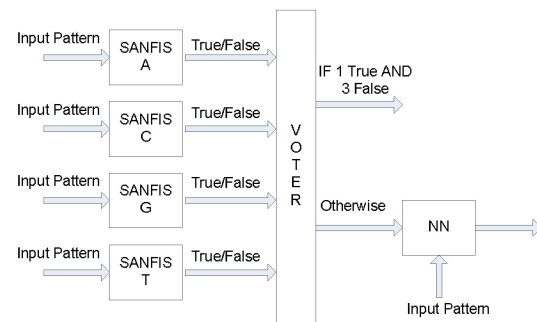 Input Pattern
SANFIS
A
True/False
Input Pattern
SANFIS
C
True/False
Input Pattern
SANFIS
G
True/False
Input Pattern
SANFIS
T
True/False
V
O
T
E
R
IF 1 True AND
3 False
Otherwise
NN
Input Pattern